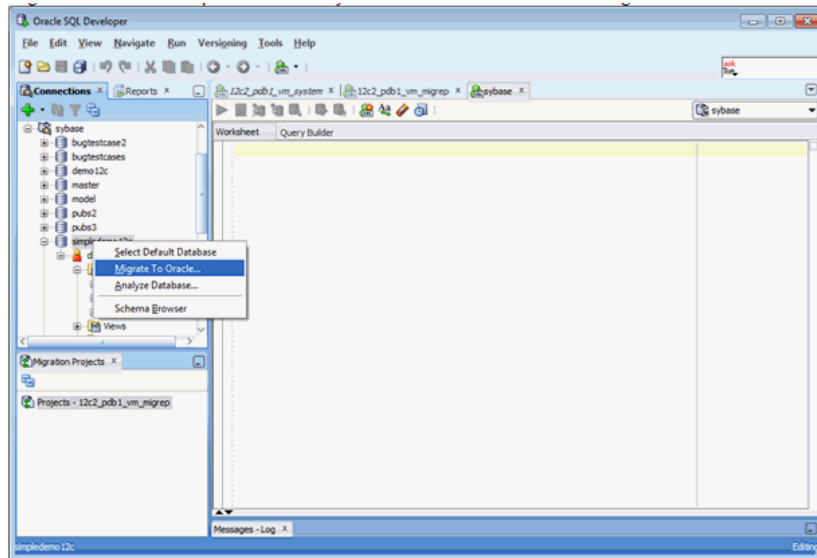 Oracle SQL Developer
File Edit View Navigate Run Versioning Tools Help
ask
Connections Reports
12c2_pdb1_vm_system 12c2_pdb1_vm_migrep sybase
sybase
Worksheet Query Builder
sybase
bugtestcase2
bugtestcases
demo12c
master
model
pubs2
pubs3
Select Default Database
Migrate To Oracle...
Analyze Database...
Schema Browser
Views
Migration Projects
Projects - 12c2_pdb1_vm_migrep
Messages - Log
simpledemo12c
Editing